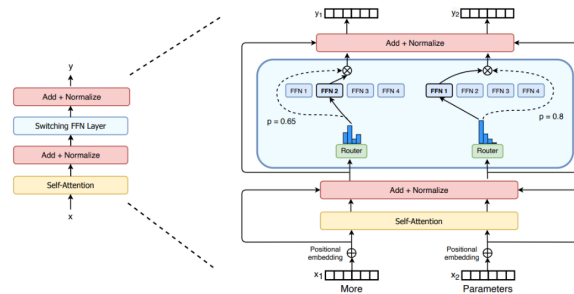 y
Add + Normalize
Switching FFN Layer
Add + Normalize
Self-Attention
x
y1 y2
Add + Normalize
FFN 1 FFN 2 FFN 3 FFN 4 FFN 1 FFN 2 FFN 3 FFN 4
p = 0.65 p = 0.8
Router Router
Add + Normalize
Self-Attention
Positional embedding Positional embedding
x1 x2
More Parameters